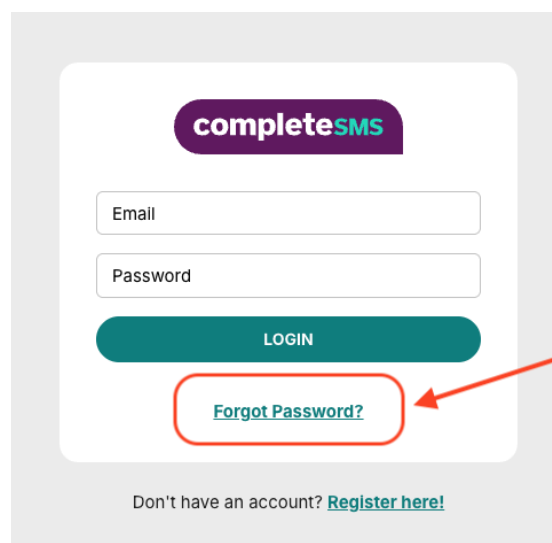 completeSMS
Email
Password
LOGIN
Forgot Password?
Don't have an account? Register here!